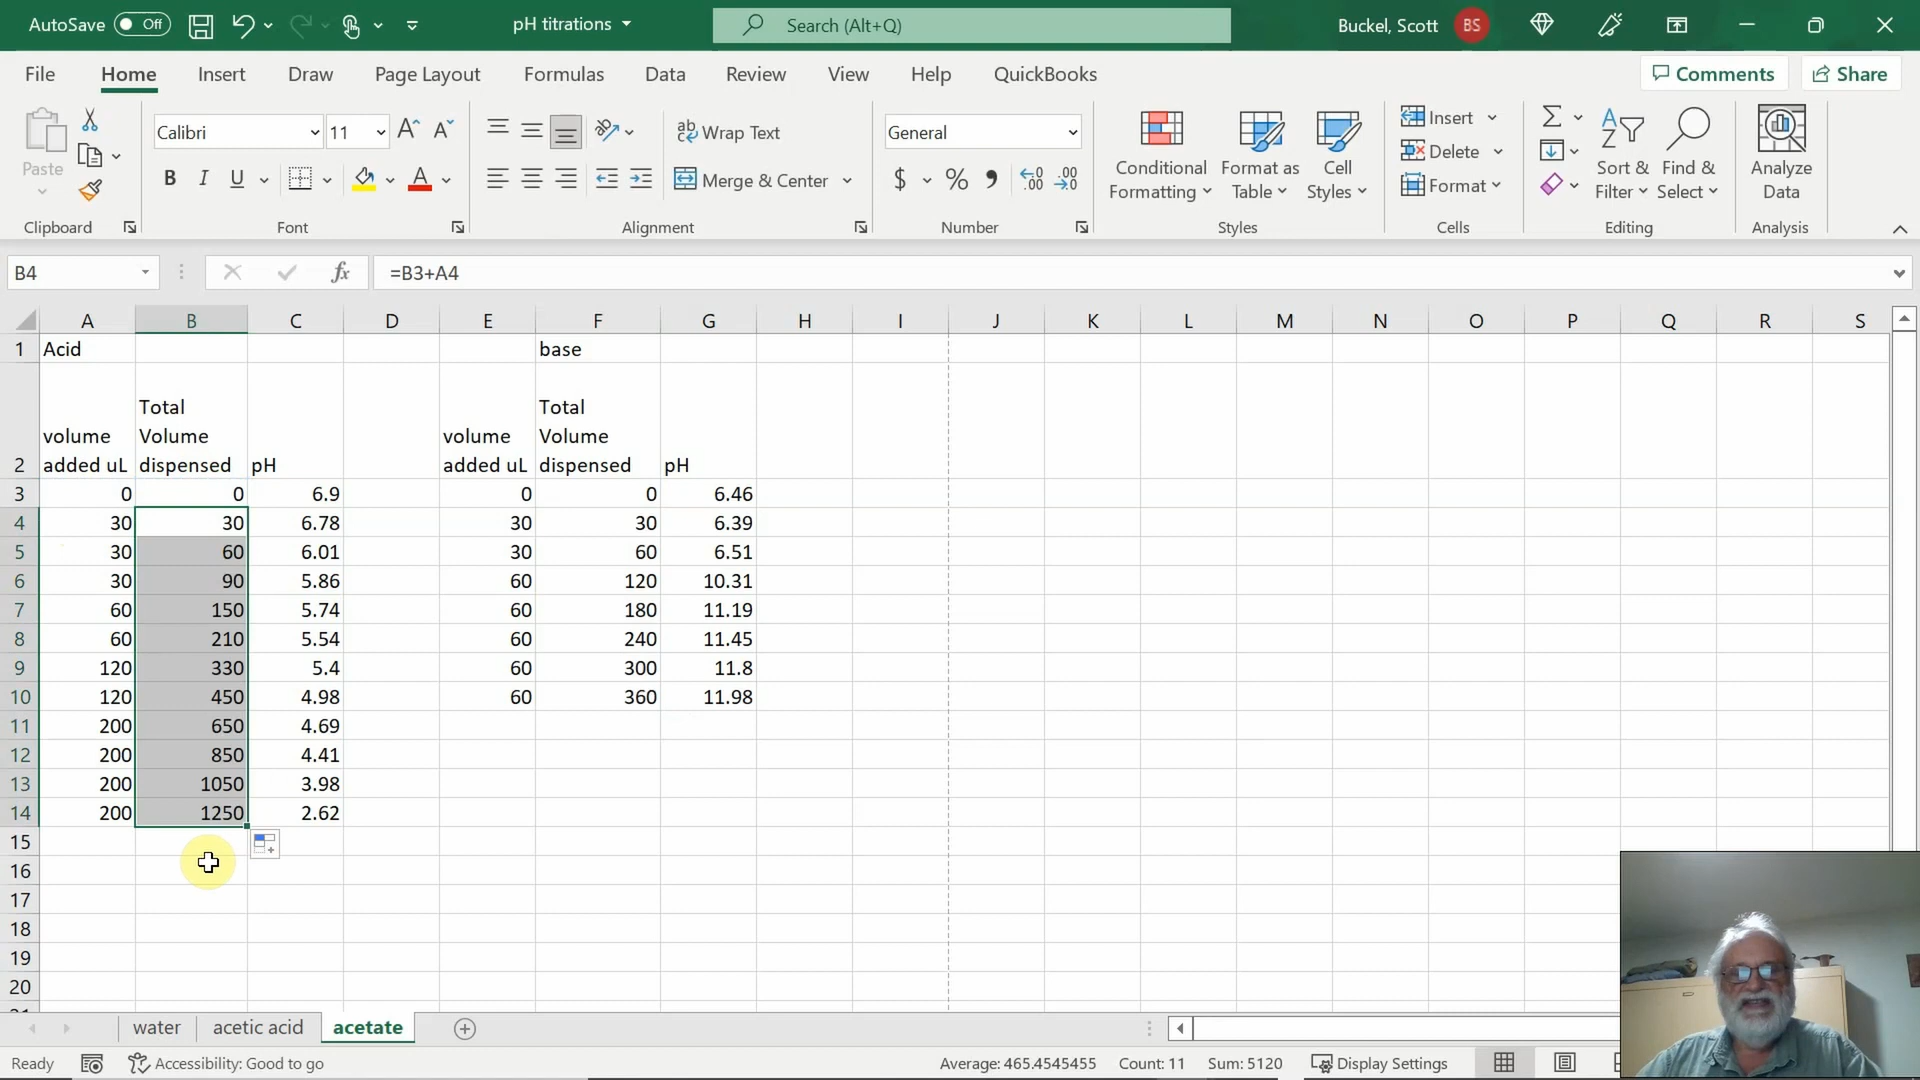 AutoSave Off pH titrations Search (Alt+Q) Buckel, Scott BS
File Home Insert Draw Page Layout Formulas Data Review View Help QuickBooks Comments Share
Paste Calibri 11 A A ab Wrap Text General Conditional Formatting Format as Table Cell Styles Insert Sort & Filter Find & Select Analyze Data
B I U A Merge & Center $ % .00 .00 Delete
Format
Clipboard Font Alignment Number Styles Cells Editing Analysis
B4 fx =B3+A4
A B C D E F G H I J K L M N O P Q R S
1 Acid base
2 volume added uL Total Volume dispensed pH volume added uL Total Volume dispensed pH
3 0 0 6.9 0 0 6.46
4 30 30 6.78 30 30 6.39
5 30 60 6.01 30 60 6.51
6 30 90 5.86 60 120 10.31
7 60 150 5.74 60 180 11.19
8 60 210 5.54 60 240 11.45
9 120 330 5.4 60 300 11.8
10 120 450 4.98 60 360 11.98
11 200 650 4.69
12 200 850 4.41
13 200 1050 3.98
14 200 1250 2.62
15
16
17
18
19
20
water acetic acid acetate
Ready Accessibility: Good to go Average: 465.4545455 Count: 11 Sum: 5120 Display Settings